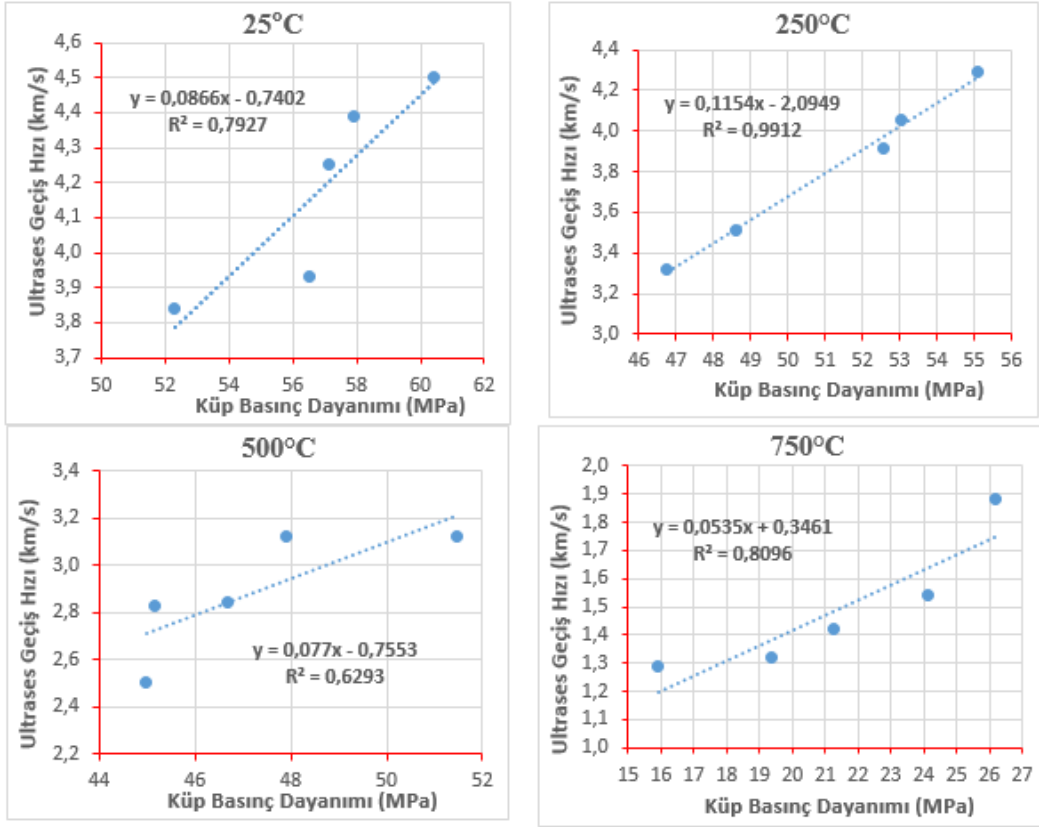 25°C
4,6
4,5
4,4
4,3
4,2
4,1
4,0
3,9
3,8
3,7
Ultrases Geçiş Hızı (km/s)
y = 0,0866x - 0,7402
R² = 0,7927
50 52 54 56 58 60 62
Küp Basınç Dayanımı (MPa)
250°C
4,4
4,2
4,0
3,8
3,6
3,4
3,2
3,0
Ultrases Geçiş Hızı (km/s)
y = 0,1154x - 2,0949
R² = 0,9912
46 47 48 49 50 51 52 53 54 55 56
Küp Basınç Dayanımı (MPa)
500°C
3,4
3,2
3,0
2,8
2,6
2,4
2,2
Ultrases Geçiş Hızı (km/s)
y = 0,077x - 0,7553
R² = 0,6293
44 46 48 50 52
Küp Basınç Dayanımı (MPa)
750°C
2,0
1,9
1,8
1,7
1,6
1,5
1,4
1,3
1,2
1,1
1,0
Ultrases Geçiş Hızı (km/s)
y = 0,0535x + 0,3461
R² = 0,8096
15 16 17 18 19 20 21 22 23 24 25 26 27
Küp Basınç Dayanımı (MPa)